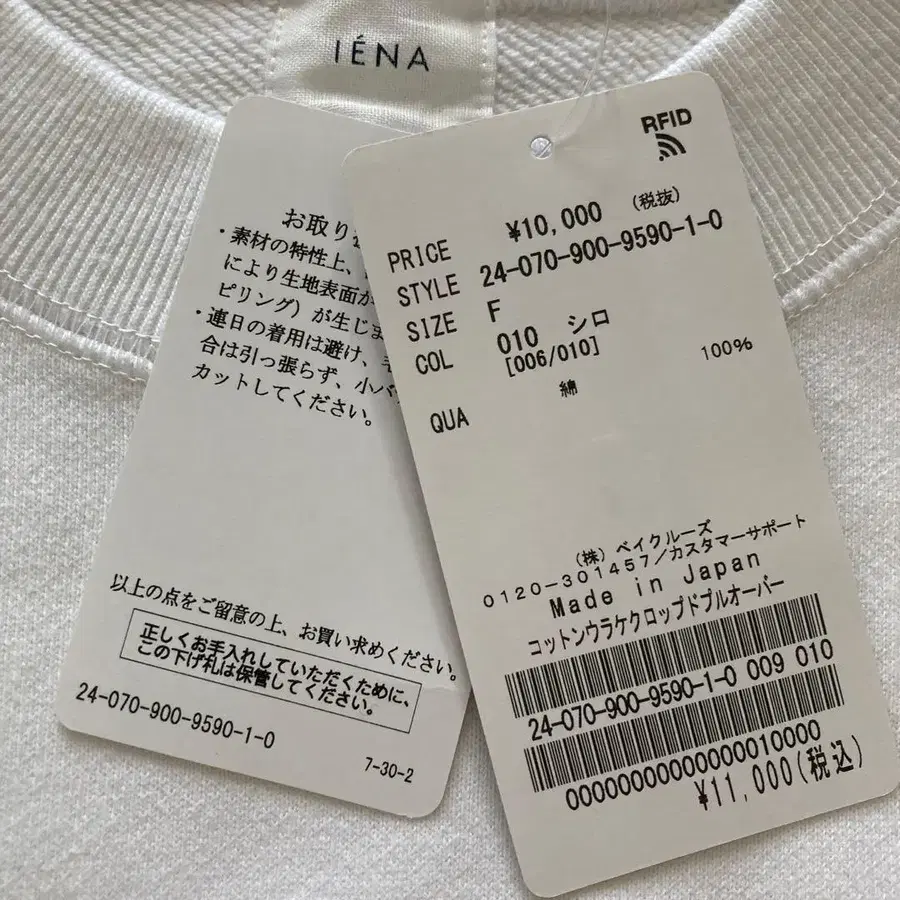 IÉNA
お取り
・素材の特性上、
により生地表面が
ピリング）が生じま
・連日の着用は避け、
合は引っ張らず、小バ
カットしてください。
以上の点をご留意の上、お買い求めください。
正しくお手入れしていただくために、
この下げ札は保管してください。
24-070-900-9590-1-0
7-30-2
RFID
PRICE ¥10,000 (税抜)
STYLE 24-070-900-9590-1-0
SIZE F
COL 010 シロ
[006/010]
QUA 綿 100%
(株) ベイクルーズ
0120-301457/カスタマーサポート
Made in Japan
コットンウラケクロップドプルオーバー
24-070-900-9590-1-0 009 010
00000000000000010000
¥11,000(税込)